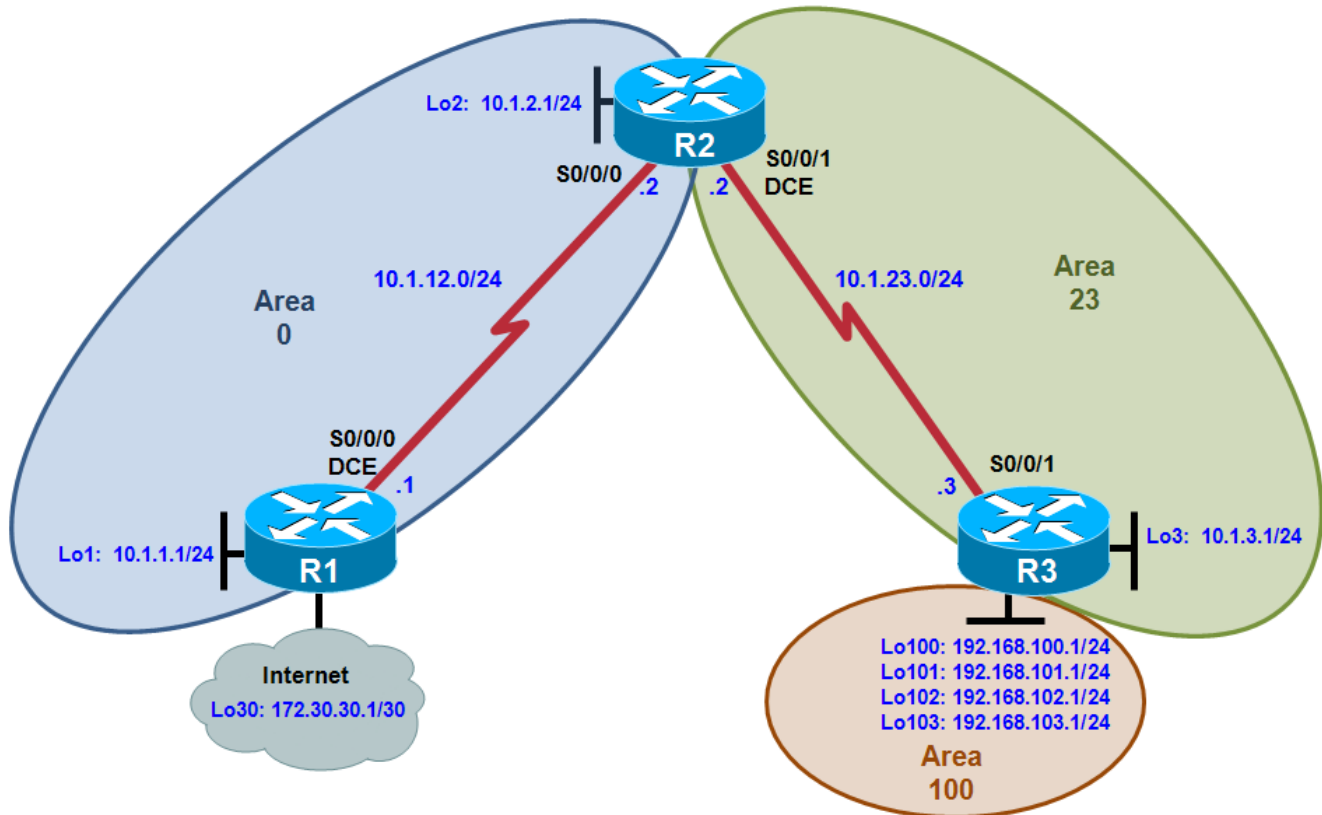 Lo2: 10.1.2.1/24
R2
S0/0/0
.2
.2
S0/0/1
DCE
10.1.12.0/24
10.1.23.0/24
Area
0
Area
23
S0/0/0
DCE
.1
S0/0/1
.3
Lo1: 10.1.1.1/24
R1
R3
Lo3: 10.1.3.1/24
Internet
Lo30: 172.30.30.1/30
Lo100: 192.168.100.1/24
Lo101: 192.168.101.1/24
Lo102: 192.168.102.1/24
Lo103: 192.168.103.1/24
Area
100